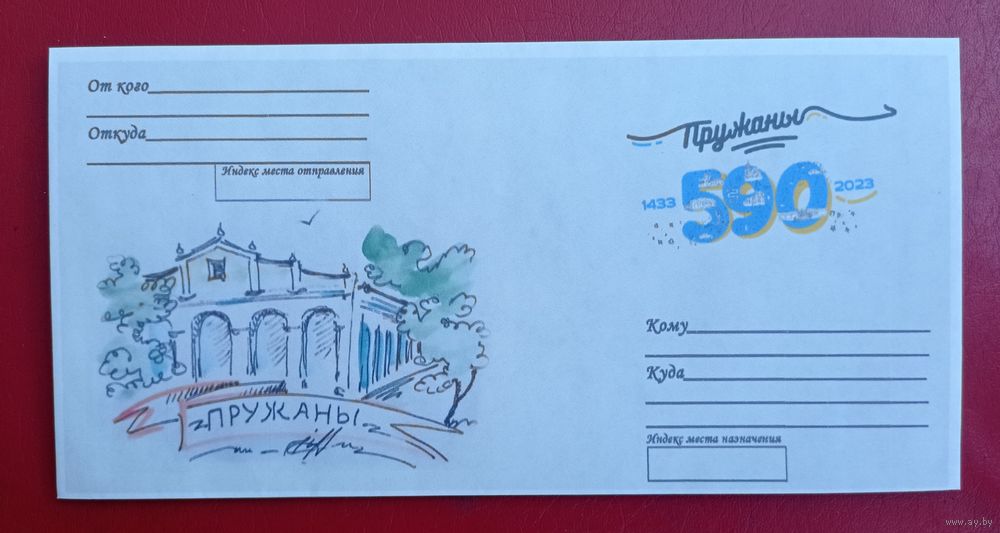 От кого
Откуда
Индекс места отправления
Пружаны
1433 590 2023
ПРУЖАНЫ
Кому
Куда
Индекс места назначения
www.ay.by